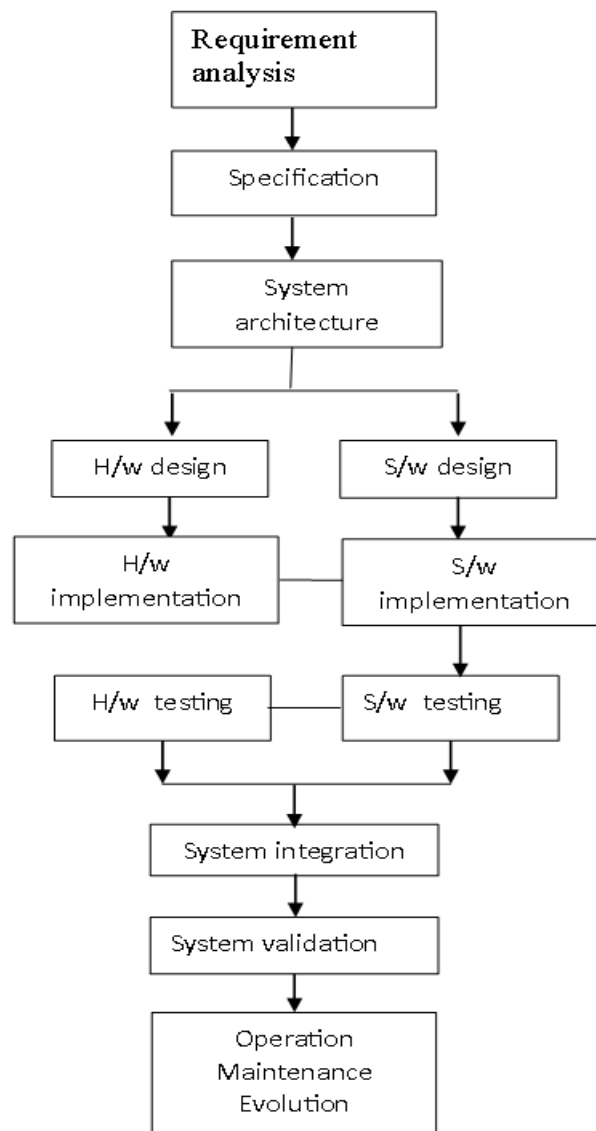 Requirement
analysis
Specification
System
architecture
H/w design
S/w design
H/w
implementation
S/w
implementation
H/w testing
S/w testing
System integration
System validation
Operation
Maintenance
Evolution